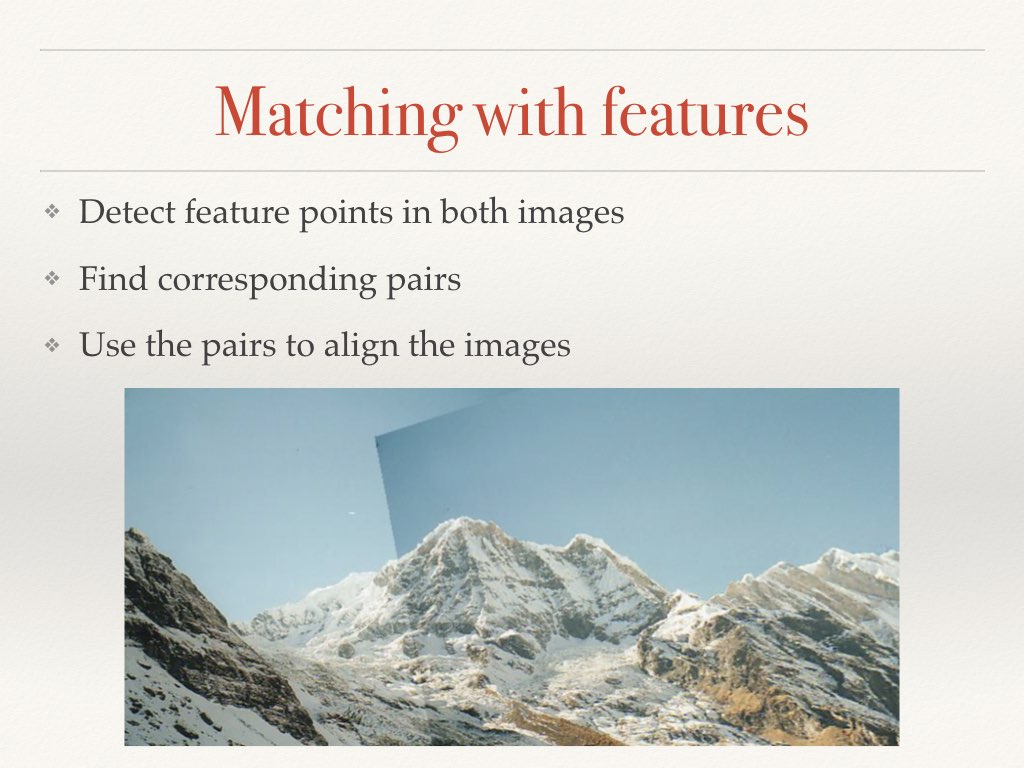 Matching with features
❖ Detect feature points in both images
❖ Find corresponding pairs
❖ Use the pairs to align the images